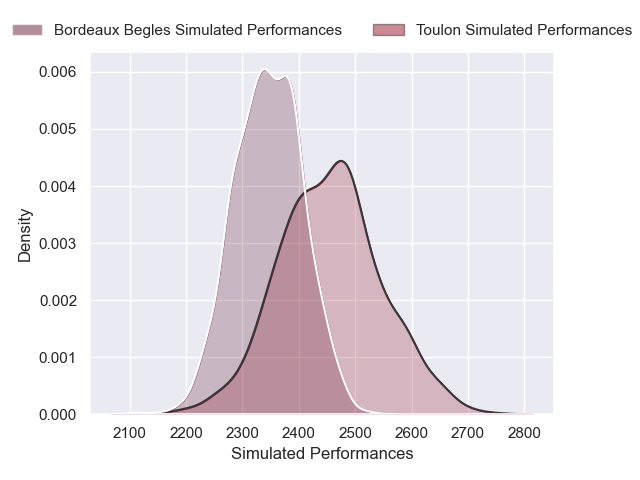 Bordeaux Begles Simulated Performances
Toulon Simulated Performances
0.006
0.005
0.004
0.003
0.002
0.001
0.000
Density
2100 2200 2300 2400 2500 2600 2700 2800
Simulated Performances